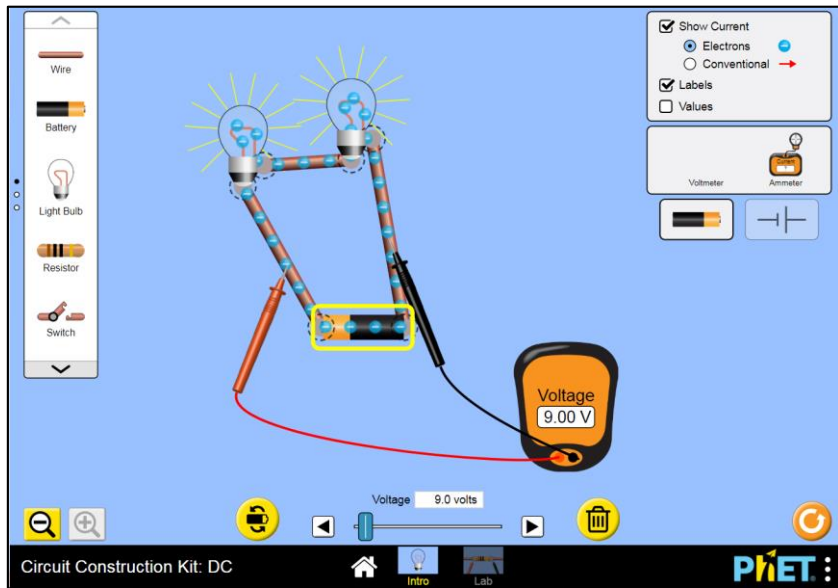 Wire
Battery
Light Bulb
Resistor
Switch
Show Current
Electrons
Conventional
Labels
Values
Voltmeter
Current
Ammeter
Voltage
9.00 V
Voltage 9.0 volts
Circuit Construction Kit: DC
Intro
Lab
PhET